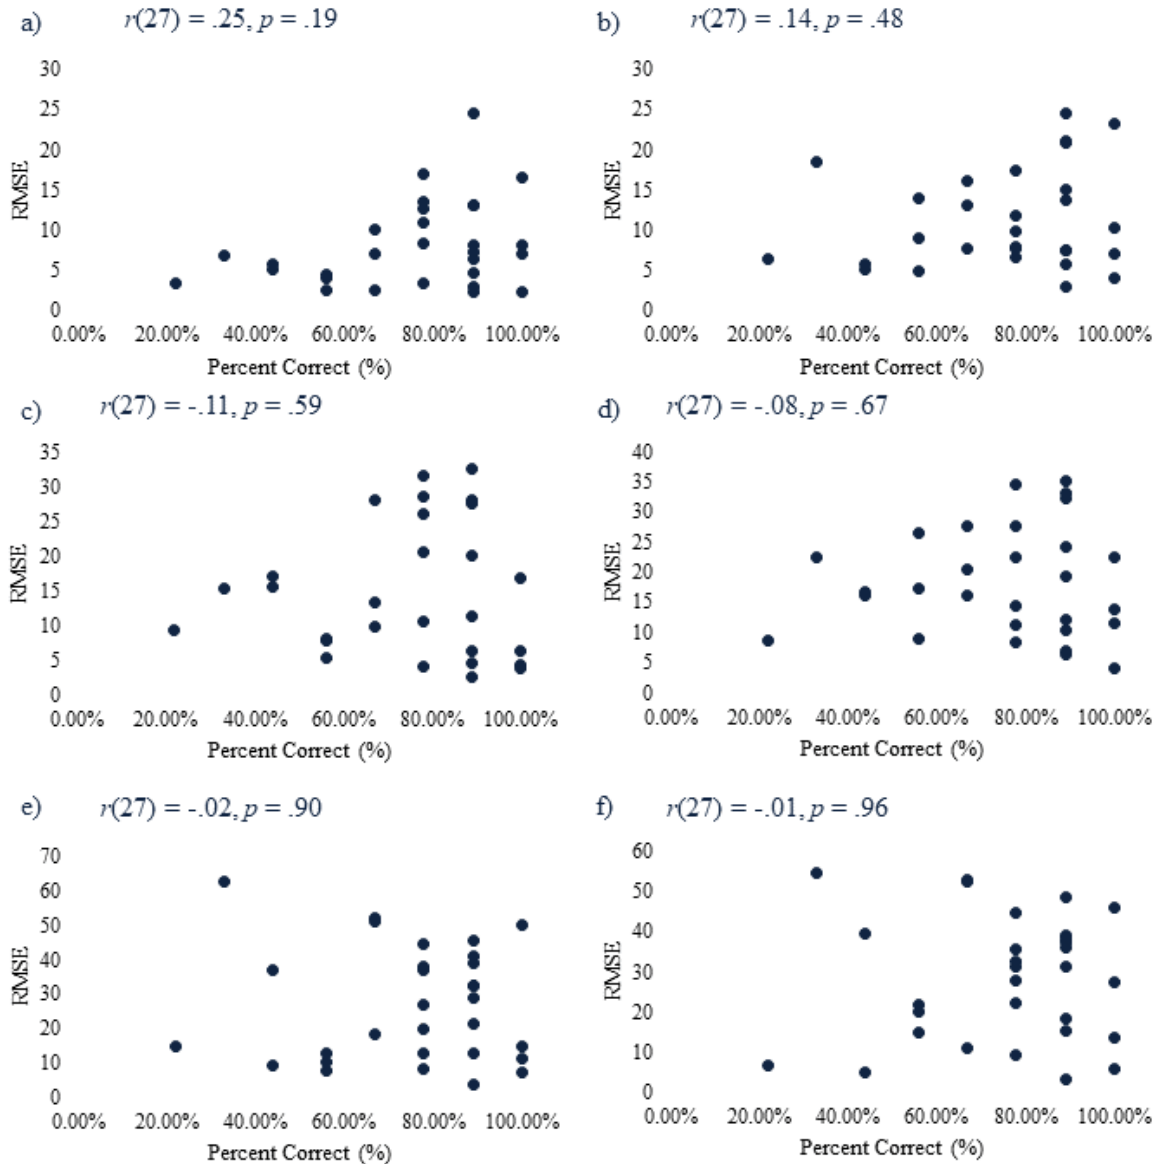 a) r(27) = .25, p = .19
30
25
20
15
10
5
0
RMSE
0.00% 20.00% 40.00% 60.00% 80.00% 100.00%
Percent Correct (%)
b) r(27) = .14, p = .48
30
25
20
15
10
5
0
RMSE
0.00% 20.00% 40.00% 60.00% 80.00% 100.00%
Percent Correct (%)
c) r(27) = -.11, p = .59
35
30
25
20
15
10
5
0
RMSE
0.00% 20.00% 40.00% 60.00% 80.00% 100.00%
Percent Correct (%)
d) r(27) = -.08, p = .67
40
35
30
25
20
15
10
5
0
RMSE
0.00% 20.00% 40.00% 60.00% 80.00% 100.00%
Percent Correct (%)
e) r(27) = -.02, p = .90
70
60
50
40
30
20
10
0
RMSE
0.00% 20.00% 40.00% 60.00% 80.00% 100.00%
Percent Correct (%)
f) r(27) = -.01, p = .96
60
50
40
30
20
10
0
RMSE
0.00% 20.00% 40.00% 60.00% 80.00% 100.00%
Percent Correct (%)